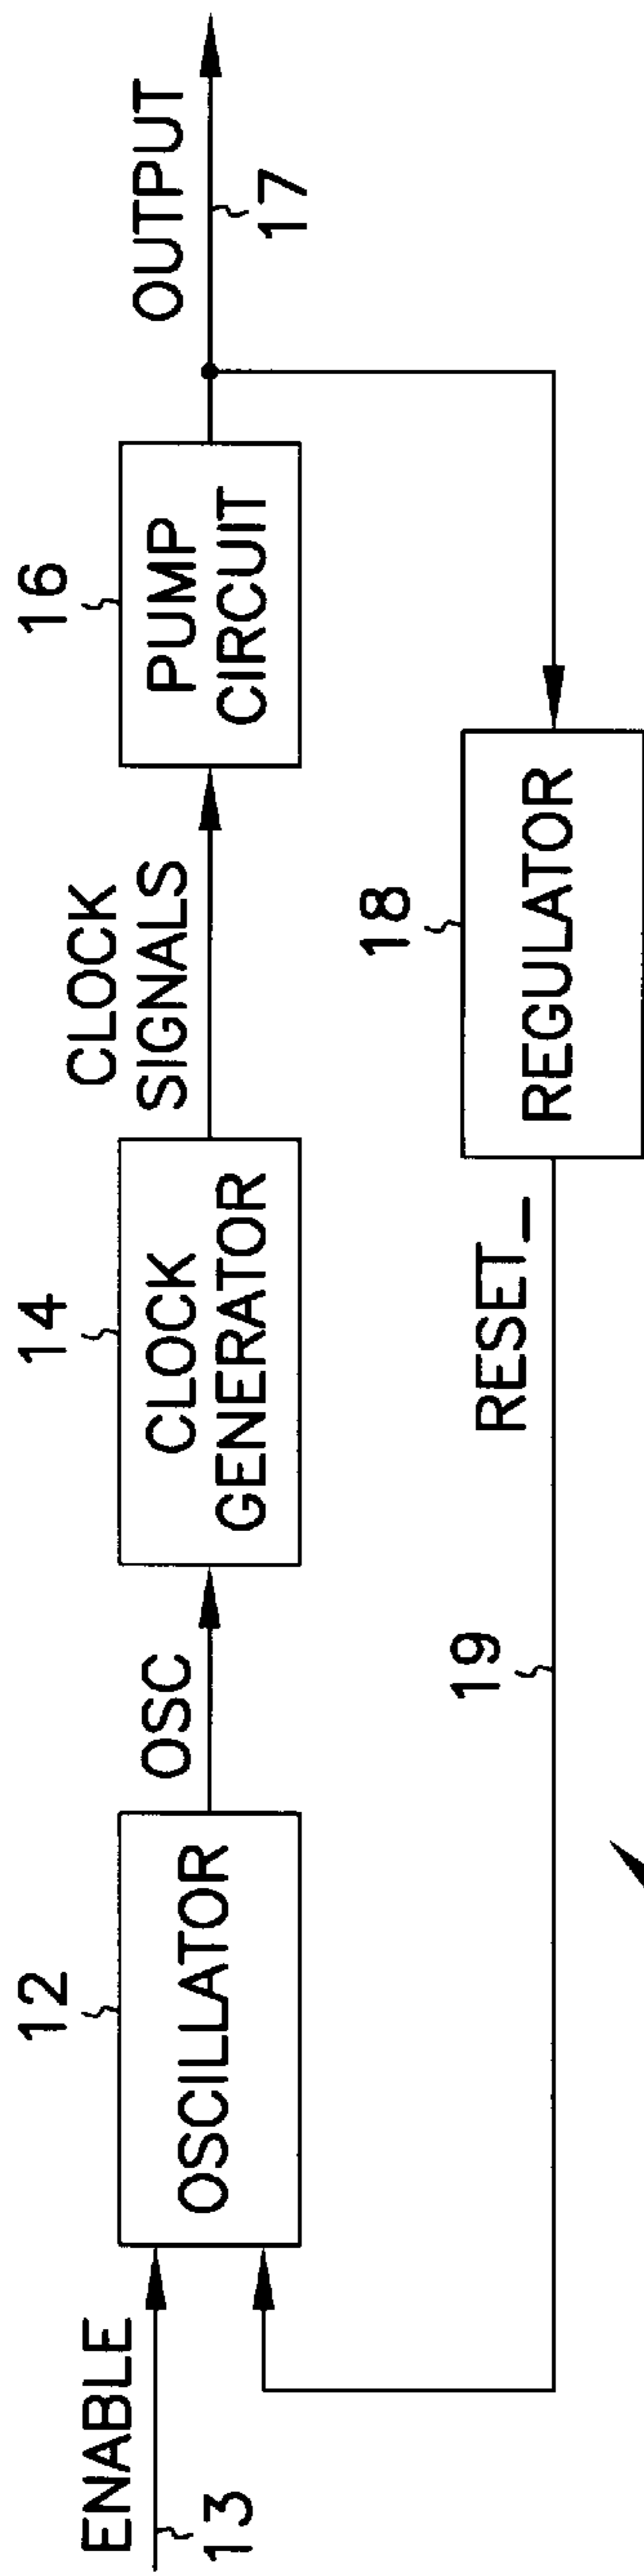 ENABLE
13
12
OSCILLATOR
OSC
14
CLOCK
GENERATOR
CLOCK
SIGNALS
16
PUMP
CIRCUIT
OUTPUT
17
19
RESET_
18
REGULATOR